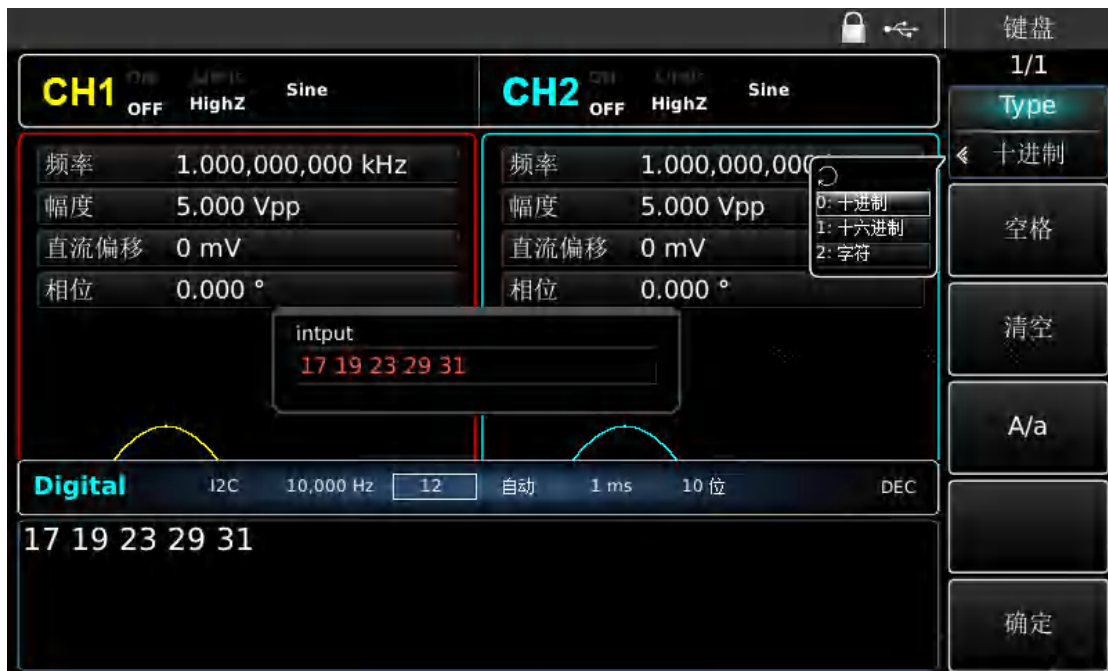 键盘
1/1
CH1 OFF HighZ Sine
CH2 OFF HighZ Sine
Type
十进制
频率 1.000,000,000 kHz
幅度 5.000 Vpp
直流偏移 0 mV
相位 0.000 °
频率 1.000,000,000
幅度 5.000 Vpp
直流偏移 0 mV
相位 0.000 °
0: 十进制
1: 十六进制
2: 字符
空格
清空
A/a
确定
intput
17 19 23 29 31
Digital I2C 10,000 Hz 12 自动 1 ms 10 位 DEC
17 19 23 29 31